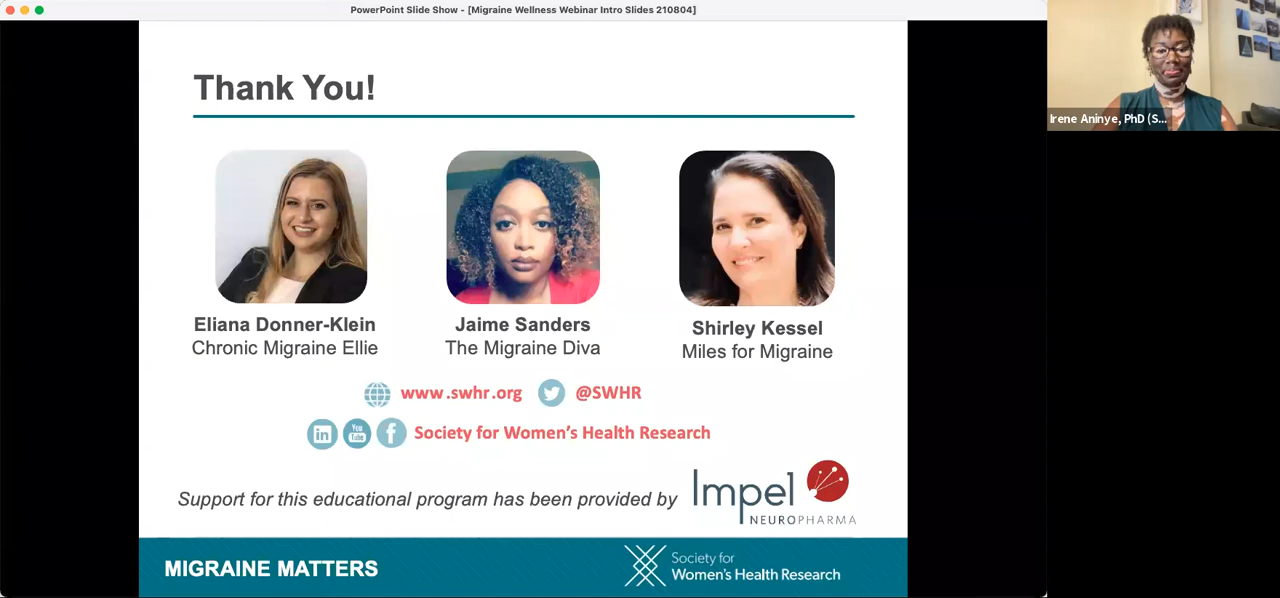 PowerPoint Slide Show - [Migraine Wellness Webinar Intro Slides 210804]
Irene Aninye, PhD (S...
Thank You!
Eliana Donner-Klein
Chronic Migraine Ellie
Jaime Sanders
The Migraine Diva
Shirley Kessel
Miles for Migraine
www.swhr.org
@SWHR
in
You
Tube
f
Society for Women's Health Research
Support for this educational program has been provided by
Impel
NEUROPHARMA
MIGRAINE MATTERS
Society for
Women's Health Research